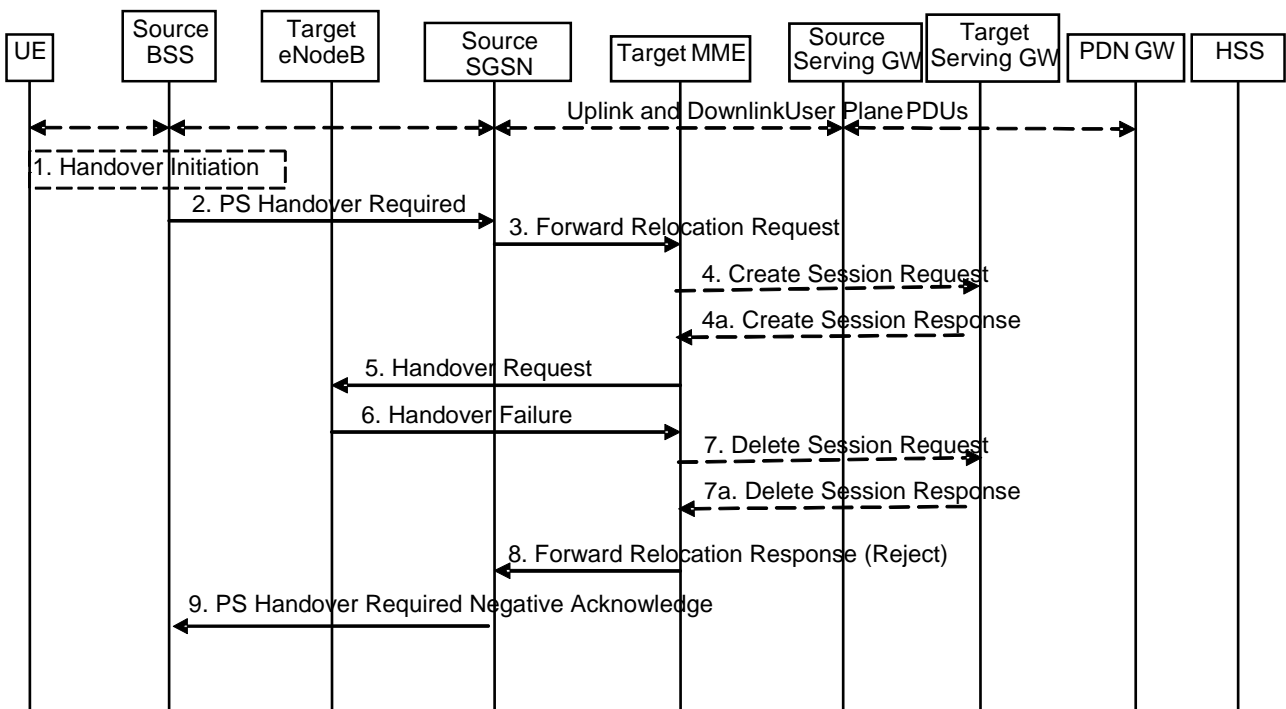 UE
Source
BSS
Target
eNodeB
Source
SGSN
Target MME
Source
Serving GW
Target
Serving GW
PDN GW
HSS
Uplink and DownlinkUser Plane PDUs
1. Handover Initiation
2. PS Handover Required
3. Forward Relocation Request
4. Create Session Request
4a. Create Session Response
5. Handover Request
6. Handover Failure
7. Delete Session Request
7a. Delete Session Response
8. Forward Relocation Response (Reject)
9. PS Handover Required Negative Acknowledge